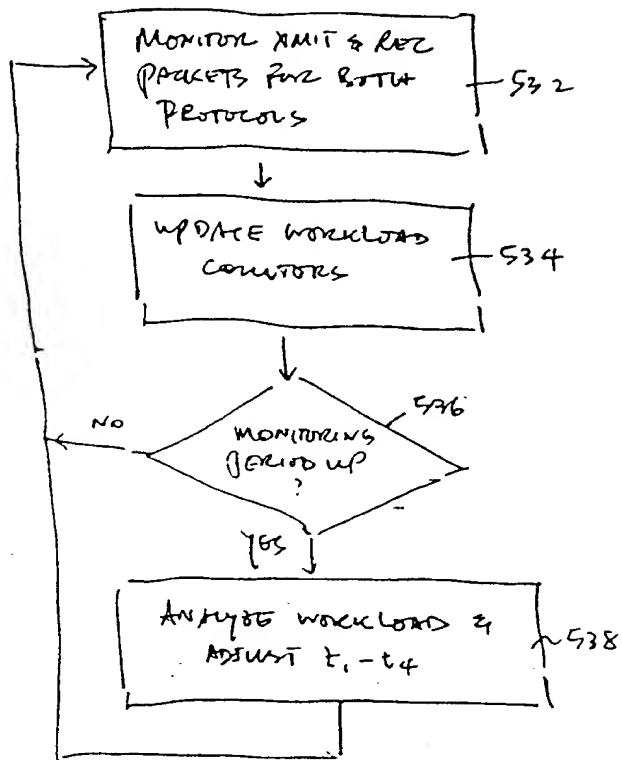 MONITOR XMIT & REC
PACKETS FOR BOTH
PROTOCOLS
532
UPDATE WORKLOAD
COUNTORS
534
536
NO
MONITORING
PERIOD UP
?
YES
ANALYZE WORKLOAD &
ADJUST t₁-t₄
538